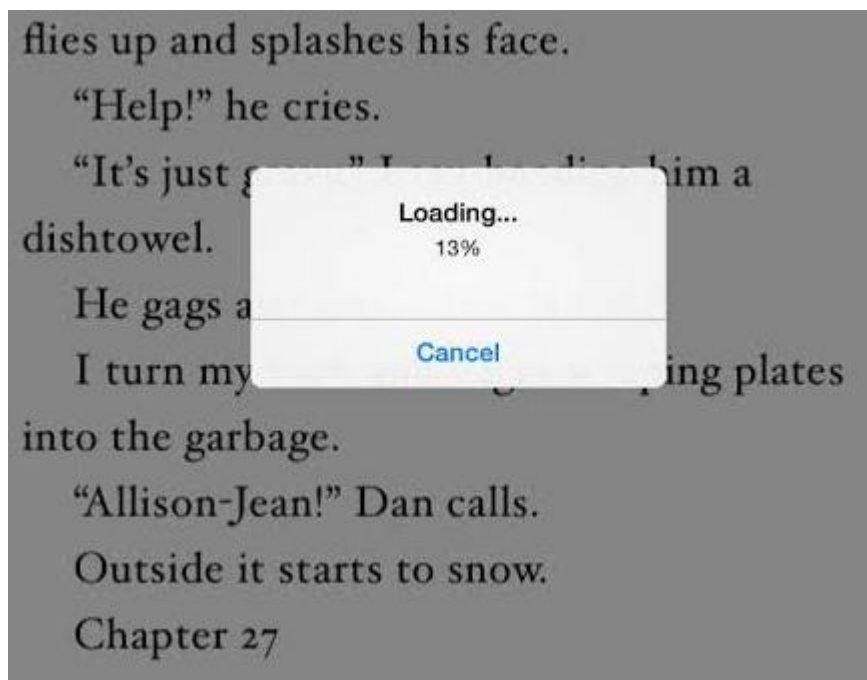 flies up and splashes his face.
“Help!” he cries.
“It’s just him a
dishtowel.
He gags
I turn my plates
into the garbage.
“Allison-Jean!” Dan calls.
Outside it starts to snow.
Chapter 27
Loading...
13%
Cancel